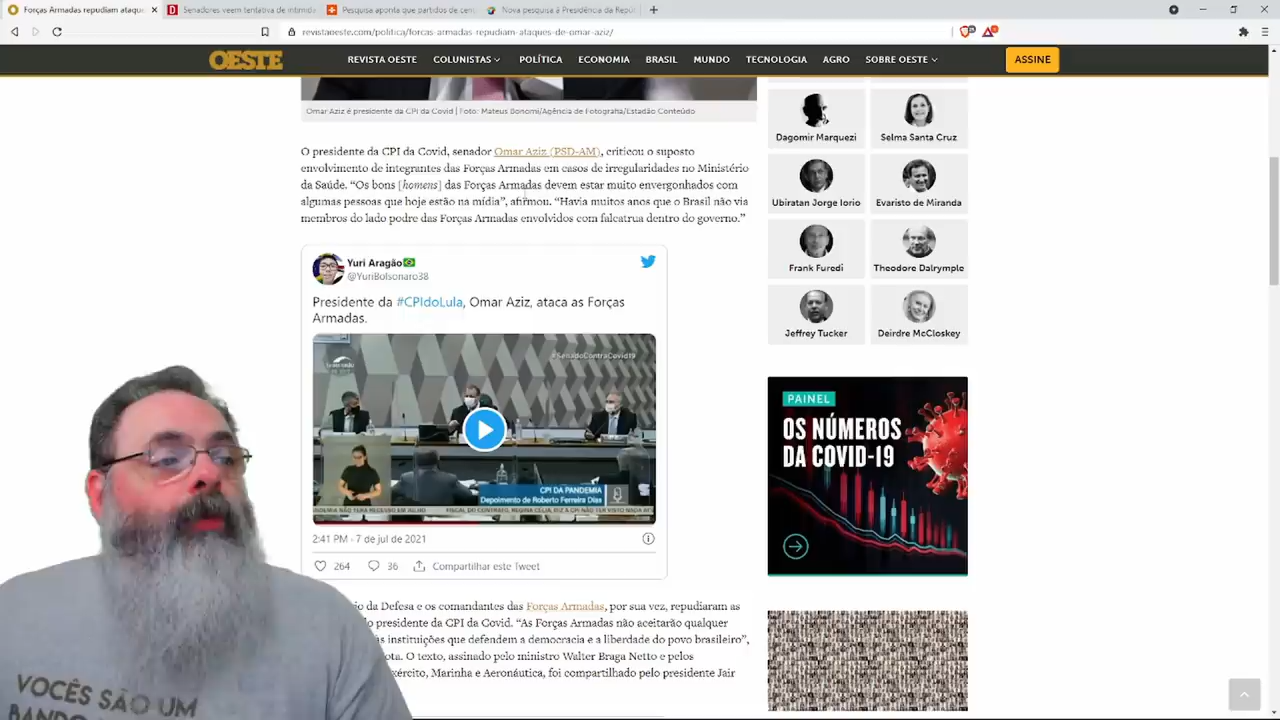 Forças Armadas repudiam ataque
Senadores veem tentativa de intimid
Pesquisa aponta que partidos de cen
Nova pesquisa à Presidência da Repúb
revistaoeste.com/politica/forcas-armadas-repudiam-ataques-de-omar-aziz/
OESTE
REVISTA OESTE COLUNISTAS POLÍTICA ECONOMIA BRASIL MUNDO TECNOLOGIA AGRO SOBRE OESTE
ASSINE
Omar Aziz é presidente da CPI da Covid | Foto: Mateus Bonomi/Agência de Fotografia/Estadão Conteúdo
O presidente da CPI da Covid, senador Omar Aziz (PSD-AM), criticou o suposto
envolvimento de integrantes das Forças Armadas em casos de irregularidades no Ministério
da Saúde. “Os bons [homens] das Forças Armadas devem estar muito envergonhados com
algumas pessoas que hoje estão na mídia”, afirmou. “Havia muitos anos que o Brasil não via
membros do lado podre das Forças Armadas envolvidos com falcatrua dentro do governo.”
Yuri Aragão
@YuriBolsonaro38
Presidente da #CPIdoLula, Omar Aziz, ataca as Forças
Armadas.
#SenadoContraCovid19
CPI DA PANDEMIA
Depoimento de Roberto Ferreira Dias
2:41 PM · 7 de jul de 2021
264 36 Compartilhar este Tweet
da Defesa e os comandantes das Forças Armadas, por sua vez, repudiaram as
presidente da CPI da Covid. “As Forças Armadas não aceitarão qualquer
às instituições que defendem a democracia e a liberdade do povo brasileiro”,
O texto, assinado pelo ministro Walter Braga Netto e pelos
Marinha e Aeronáutica, foi compartilhado pelo presidente Jair
Dagomir Marquezi
Selma Santa Cruz
Ubiratan Jorge Iorio
Evaristo de Miranda
Frank Furedi
Theodore Dalrymple
Jeffrey Tucker
Deirdre McCloskey
PAINEL
OS NÚMEROS
DA COVID-19
VOCÊS SÃO UM